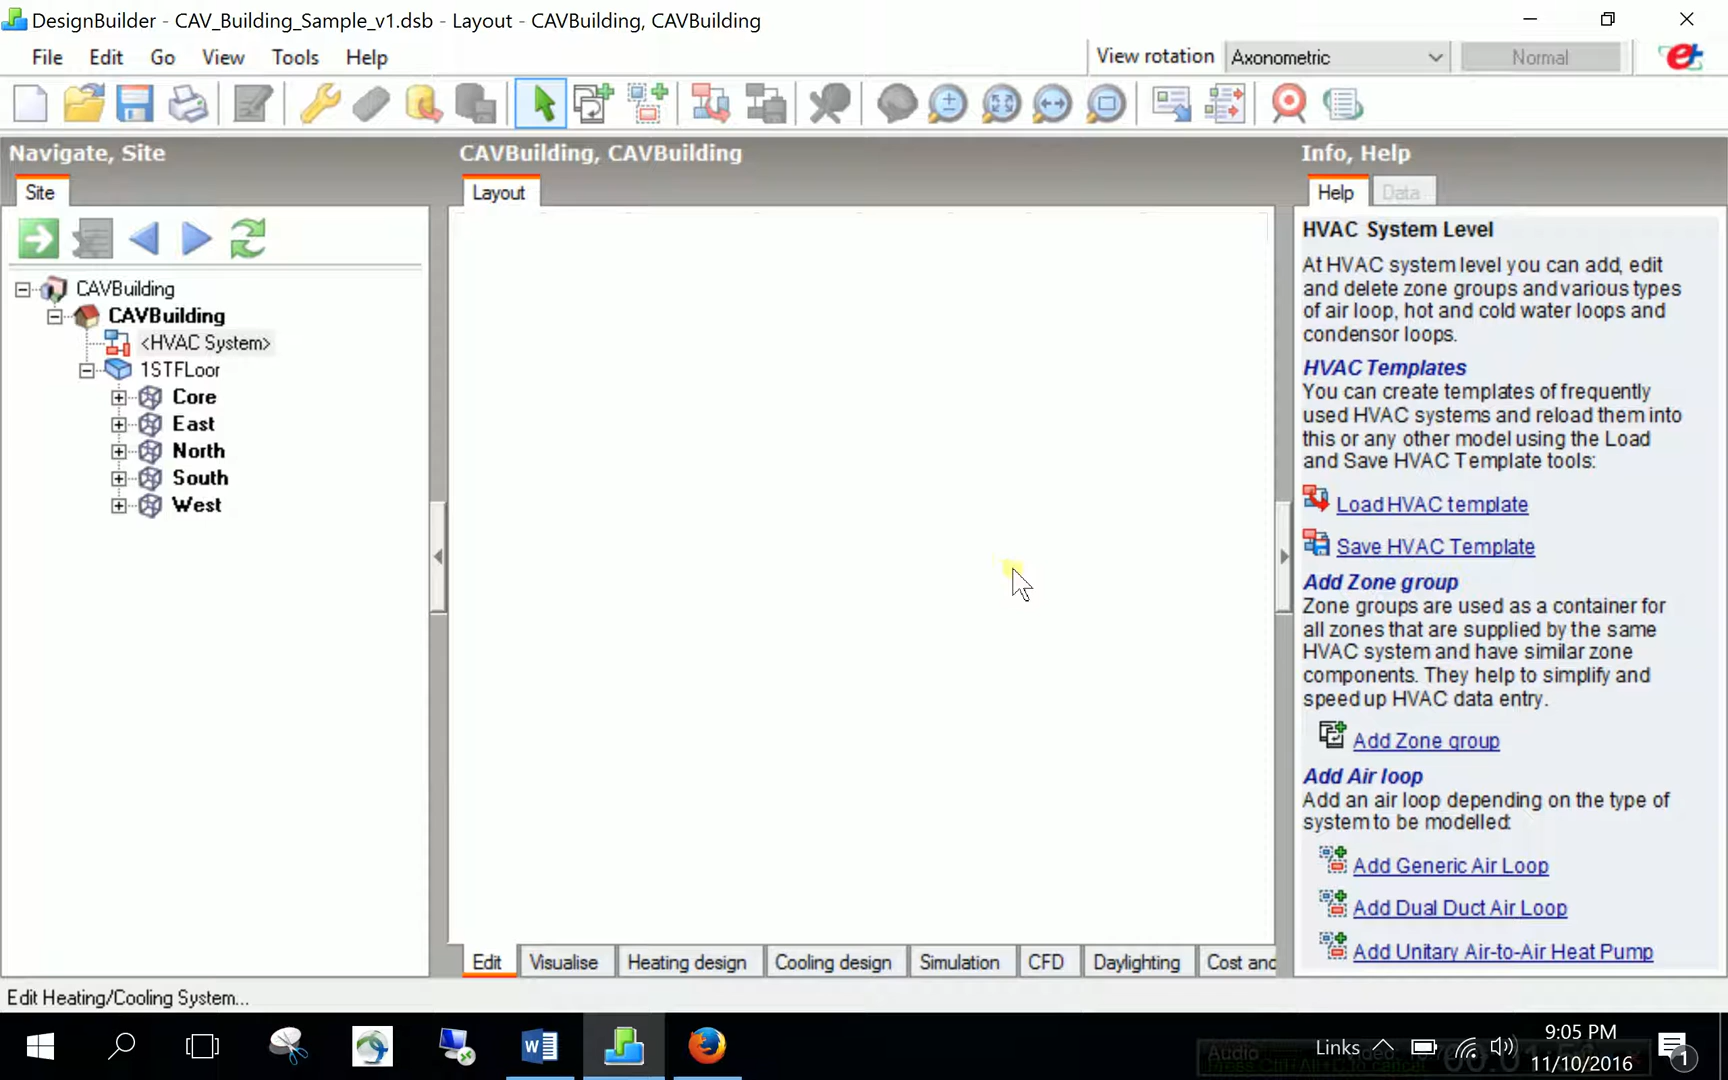 DesignBuilder - CAV_Building_Sample_v1.dsb - Layout - CAVBuilding, CAVBuilding
File Edit Go View Tools Help
View rotation Axonometric Normal
Navigate, Site
Site
CAVBuilding
CAVBuilding
<HVAC System>
1STFLoor
Core
East
North
South
West
CAVBuilding, CAVBuilding
Layout
Edit Visualise Heating design Cooling design Simulation CFD Daylighting Cost and
Info, Help
Help Data
HVAC System Level
At HVAC system level you can add, edit
and delete zone groups and various types
of air loop, hot and cold water loops and
condensor loops.
HVAC Templates
You can create templates of frequently
used HVAC systems and reload them into
this or any other model using the Load
and Save HVAC Template tools:
Load HVAC template
Save HVAC Template
Add Zone group
Zone groups are used as a container for
all zones that are supplied by the same
HVAC system and have similar zone
components. They help to simplify and
speed up HVAC data entry.
Add Zone group
Add Air loop
Add an air loop depending on the type of
system to be modelled:
Add Generic Air Loop
Add Dual Duct Air Loop
Add Unitary Air-to-Air Heat Pump
Edit Heating/Cooling System...
Links
9:05 PM
11/10/2016
1
Audio